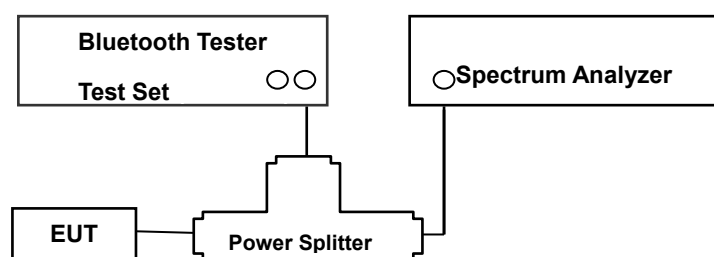 Bluetooth Tester
Test Set
Spectrum Analyzer
EUT
Power Splitter